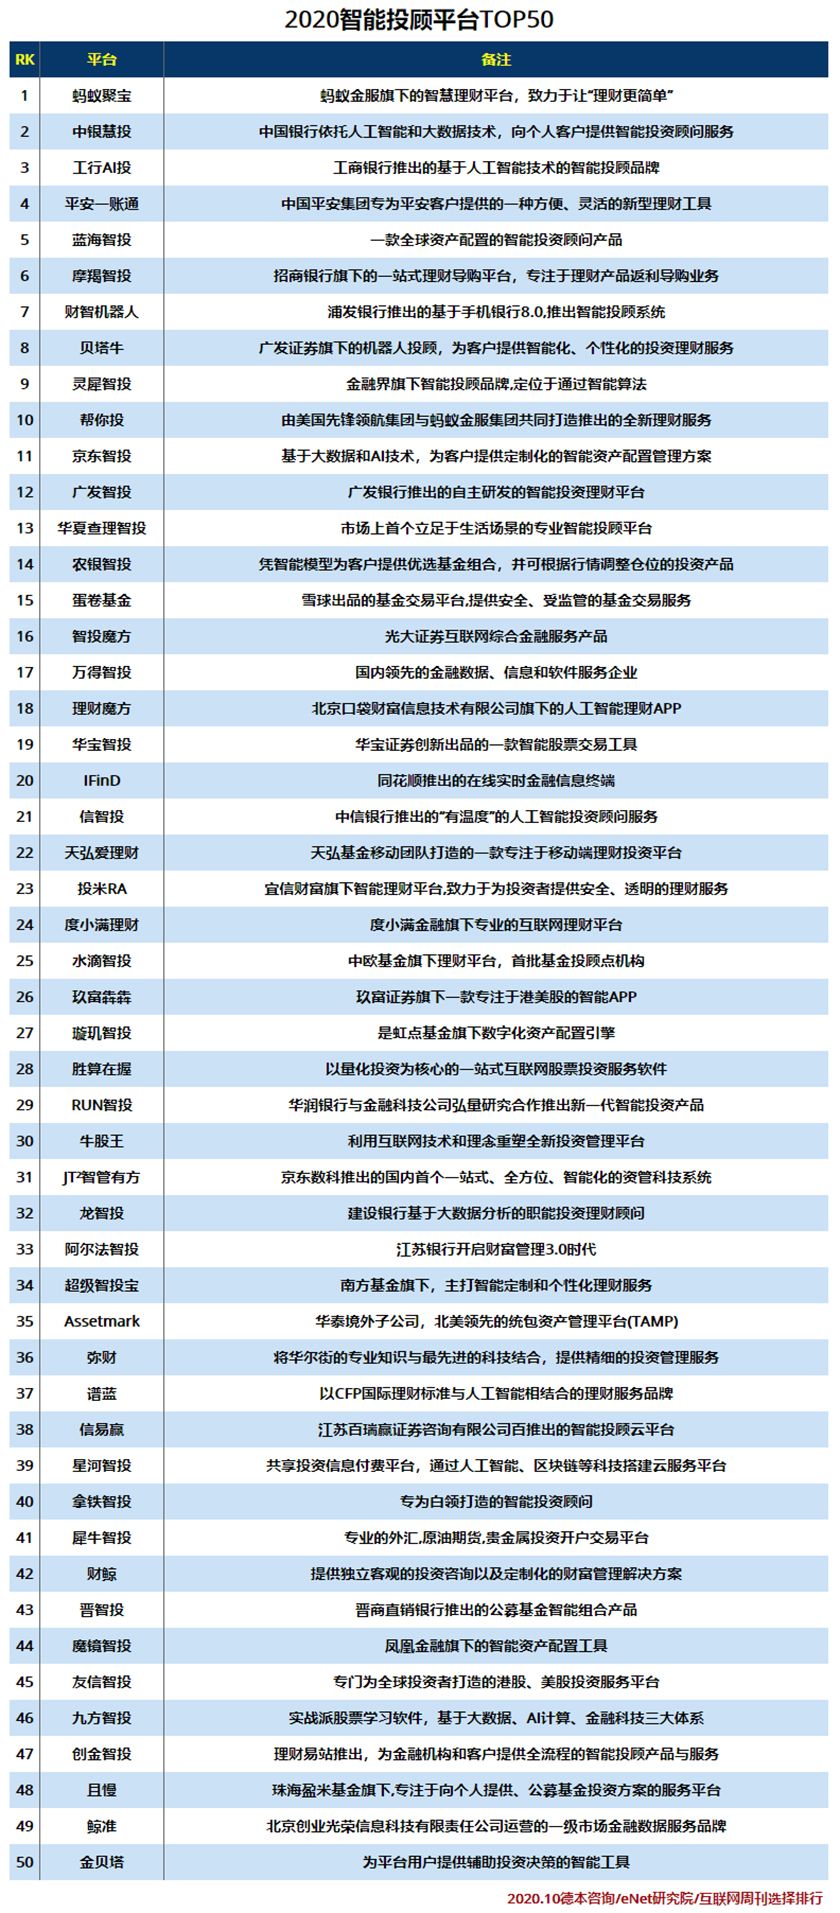 2020智能投顾平台TOP50
RK 平台 备注
1 蚂蚁聚宝 蚂蚁金服旗下的智慧理财平台，致力于让“理财更简单”
2 中银慧投 中国银行依托人工智能和大数据技术，向个人客户提供智能投资顾问服务
3 工行AI投 工商银行推出的基于人工智能技术的智能投顾品牌
4 平安一账通 中国平安集团专为平安客户提供的一种方便、灵活的新型理财工具
5 蓝海智投 一款全球资产配置的智能投资顾问产品
6 摩羯智投 招商银行旗下的一站式理财导购平台，专注于理财产品返利导购业务
7 财智机器人 浦发银行推出的基于手机银行8.0,推出智能投顾系统
8 贝塔牛 广发证券旗下的机器人投顾，为客户提供智能化、个性化的投资理财服务
9 灵犀智投 金融界旗下智能投顾品牌,定位于通过智能算法
10 帮你投 由美国先锋领航集团与蚂蚁金服集团共同打造推出的全新理财服务
11 京东智投 基于大数据和AI技术，为客户提供定制化的智能资产配置管理方案
12 广发智投 广发银行推出的自主研发的智能投资理财平台
13 华夏查理智投 市场上首个立足于生活场景的专业智能投顾平台
14 农银智投 凭智能模型为客户提供优选基金组合，并可根据行情调整仓位的投资产品
15 蛋卷基金 雪球出品的基金交易平台,提供安全、受监管的基金交易服务
16 智投魔方 光大证券互联网综合金融服务产品
17 万得智投 国内领先的金融数据、信息和软件服务企业
18 理财魔方 北京口袋财富信息技术有限公司旗下的人工智能理财APP
19 华宝智投 华宝证券创新出品的一款智能股票交易工具
20 IFinD 同花顺推出的在线实时金融信息终端
21 信智投 中信银行推出的“有温度”的人工智能投资顾问服务
22 天弘爱理财 天弘基金移动团队打造的一款专注于移动端理财投资平台
23 投米RA 宜信财富旗下智能理财平台,致力于为投资者提供安全、透明的理财服务
24 度小满理财 度小满金融旗下专业的互联网理财平台
25 水滴智投 中欧基金旗下理财平台，首批基金投顾点机构
26 玖富犇犇 玖富证券旗下一款专注于港美股的智能APP
27 璇玑智投 是虹点基金旗下数字化资产配置引擎
28 胜算在握 以量化投资为核心的一站式互联网股票投资服务软件
29 RUN智投 华润银行与金融科技公司弘量研究合作推出新一代智能投资产品
30 牛股王 利用互联网技术和理念重塑全新投资管理平台
31 JT²智管有方 京东数科推出的国内首个一站式、全方位、智能化的资管科技系统
32 龙智投 建设银行基于大数据分析的职能投资理财顾问
33 阿尔法智投 江苏银行开启财富管理3.0时代
34 超级智投宝 南方基金旗下，主打智能定制和个性化理财服务
35 Assetmark 华泰境外子公司，北美领先的统包资产管理平台(TAMP)
36 弥财 将华尔街的专业知识与最先进的科技结合，提供精细的投资管理服务
37 谱蓝 以CFP国际理财标准与人工智能相结合的理财服务品牌
38 信易赢 江苏百瑞赢证券咨询有限公司百推出的智能投顾云平台
39 星河智投 共享投资信息付费平台，通过人工智能、区块链等科技搭建云服务平台
40 拿铁智投 专为白领打造的智能投资顾问
41 犀牛智投 专业的外汇,原油期货,贵金属投资开户交易平台
42 财鲸 提供独立客观的投资咨询以及定制化的财富管理解决方案
43 晋智投 晋商直销银行推出的公募基金智能组合产品
44 魔镜智投 凤凰金融旗下的智能资产配置工具
45 友信智投 专门为全球投资者打造的港股、美股投资服务平台
46 九方智投 实战派股票学习软件，基于大数据、AI计算、金融科技三大体系
47 创金智投 理财易站推出，为金融机构和客户提供全流程的智能投顾产品与服务
48 且慢 珠海盈米基金旗下,专注于向个人提供、公募基金投资方案的服务平台
49 鲸准 北京创业光荣信息科技有限责任公司运营的一级市场金融数据服务品牌
50 金贝塔 为平台用户提供辅助投资决策的智能工具
2020.10德本咨询/eNet研究院/互联网周刊选择排行